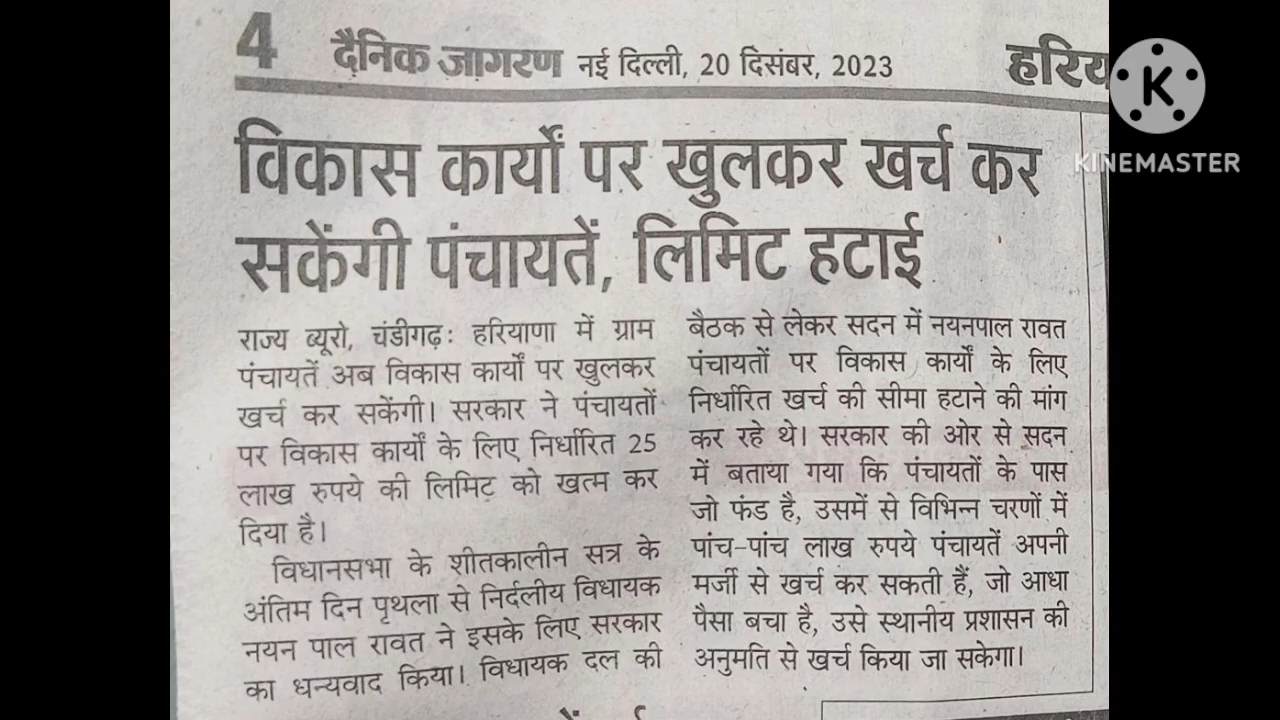 4 दैनिक जागरण नई दिल्ली, 20 दिसंबर, 2023
K
KINEMASTER
विकास कार्यों पर खुलकर खर्च कर
सकेंगी पंचायतें, लिमिट हटाई
राज्य ब्यूरो, चंडीगढ़ः हरियाणा में ग्राम
पंचायतें अब विकास कार्यों पर खुलकर
खर्च कर सकेंगी। सरकार ने पंचायतों
पर विकास कार्यों के लिए निर्धारित 25
लाख रुपये की लिमिट को खत्म कर
दिया है।
विधानसभा के शीतकालीन सत्र के
अंतिम दिन पृथला से निर्दलीय विधायक
नयन पाल रावत ने इसके लिए सरकार
का धन्यवाद किया। विधायक दल की
बैठक से लेकर सदन में नयनपाल रावत
पंचायतों पर विकास कार्यों के लिए
निर्धारित खर्च की सीमा हटाने की मांग
कर रहे थे। सरकार की ओर से सदन
में बताया गया कि पंचायतों के पास
जो फंड है, उसमें से विभिन्न चरणों में
पांच-पांच लाख रुपये पंचायतें अपनी
मर्जी से खर्च कर सकती हैं, जो आधा
पैसा बचा है, उसे स्थानीय प्रशासन की
अनुमति से खर्च किया जा सकेगा।